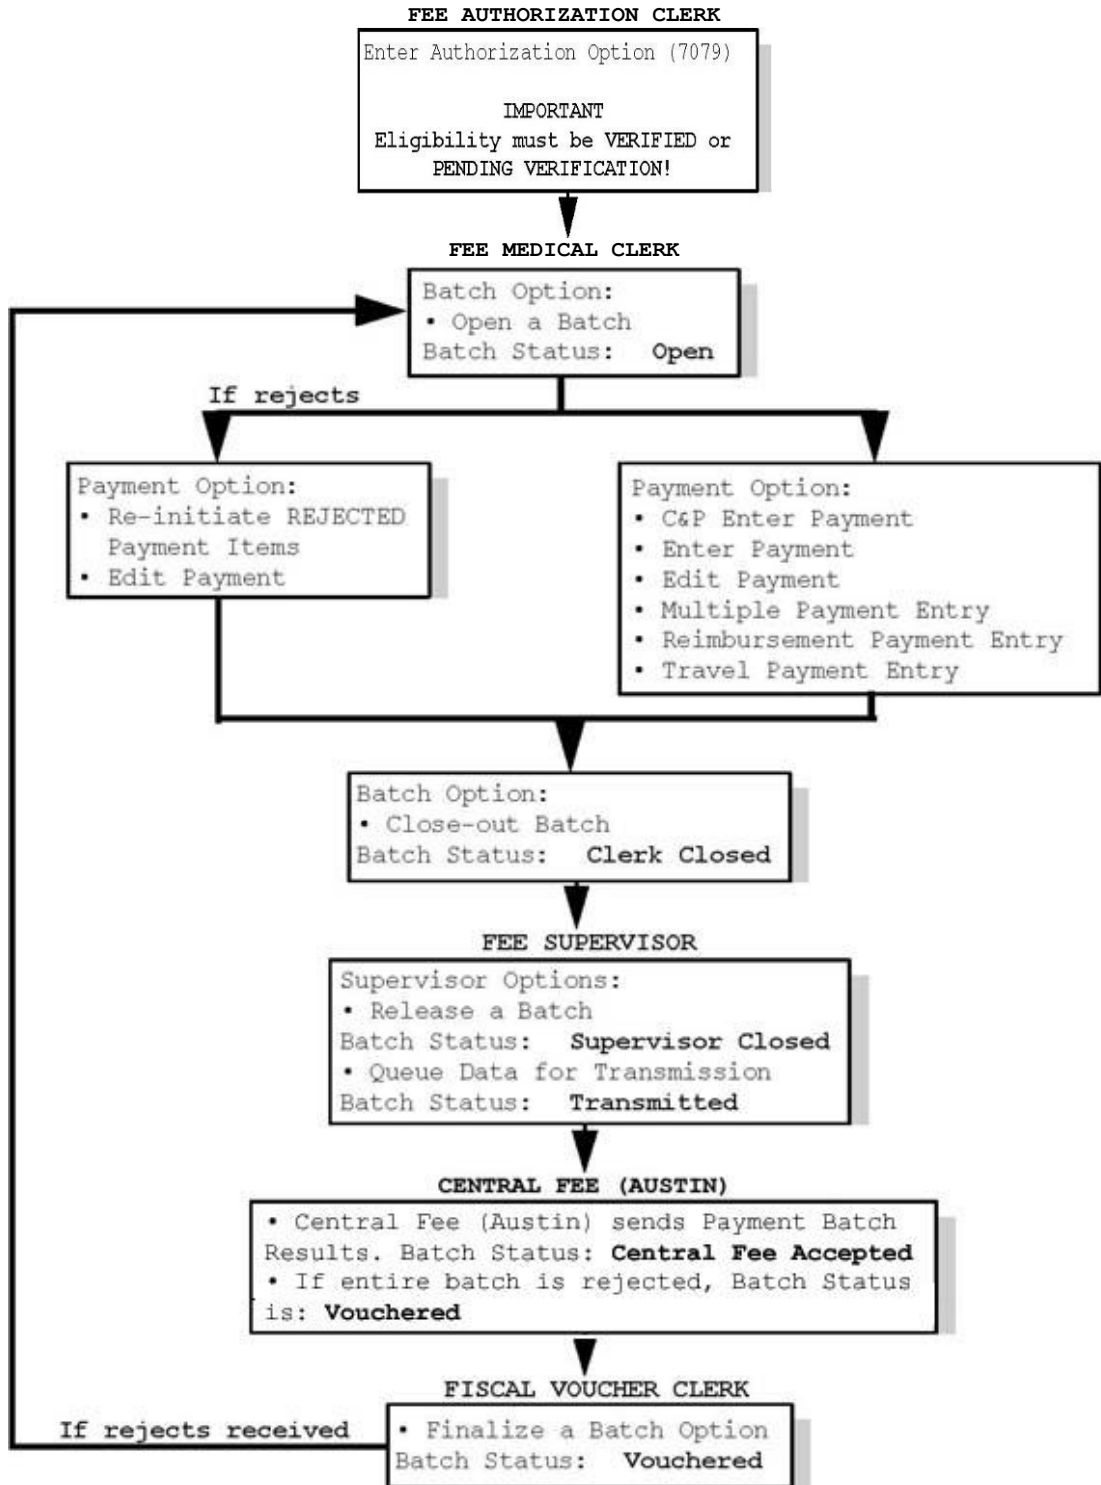 FEE AUTHORIZATION CLERK
Enter Authorization Option (7079)
IMPORTANT
Eligibility must be VERIFIED or
PENDING VERIFICATION!
FEE MEDICAL CLERK
Batch Option:
• Open a Batch
Batch Status: Open
If rejects
Payment Option:
• Re-initiate REJECTED
Payment Items
• Edit Payment
Payment Option:
• C&P Enter Payment
• Enter Payment
• Edit Payment
• Multiple Payment Entry
• Reimbursement Payment Entry
• Travel Payment Entry
Batch Option:
• Close-out Batch
Batch Status: Clerk Closed
FEE SUPERVISOR
Supervisor Options:
• Release a Batch
Batch Status: Supervisor Closed
• Queue Data for Transmission
Batch Status: Transmitted
CENTRAL FEE (AUSTIN)
• Central Fee (Austin) sends Payment Batch
Results. Batch Status: Central Fee Accepted
• If entire batch is rejected, Batch Status
is: Vouchered
FISCAL VOUCHER CLERK
If rejects received
• Finalize a Batch Option
Batch Status: Vouchered